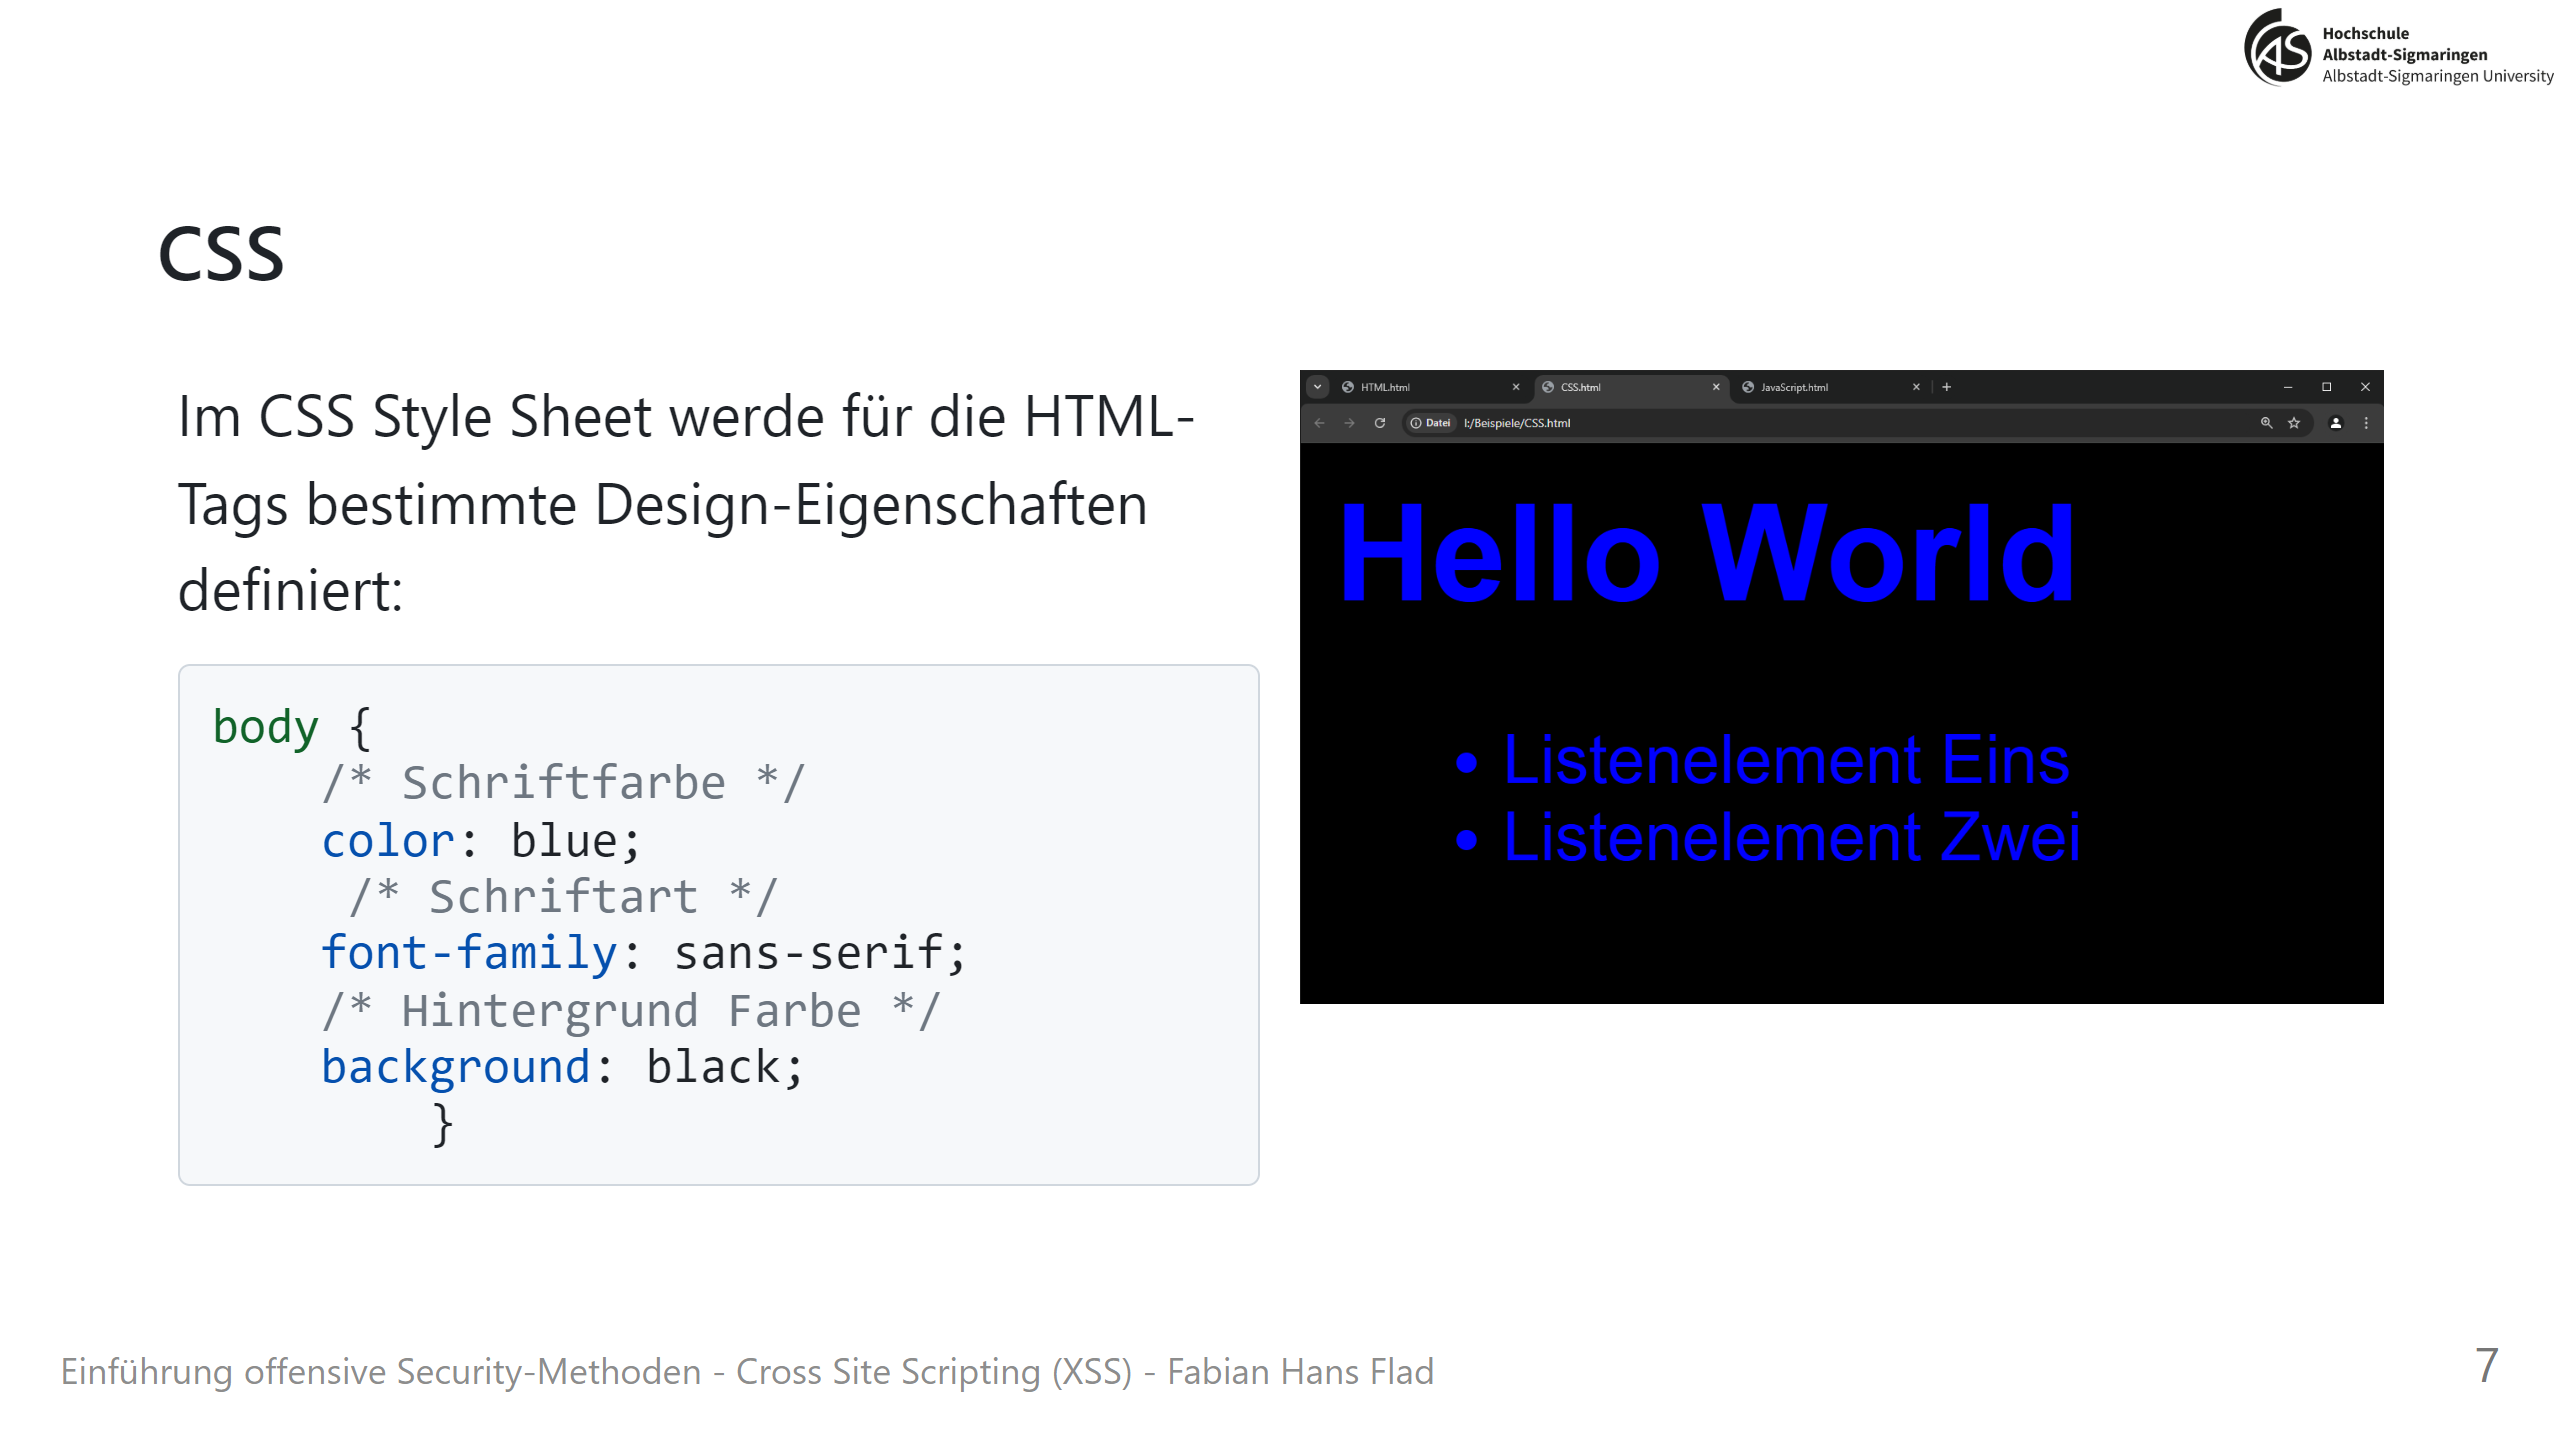 Hochschule
Albstadt-Sigmaringen
Albstadt-Sigmaringen University
CSS
Im CSS Style Sheet werde für die HTML-
Tags bestimmte Design-Eigenschaften
definiert:
body {
    /* Schriftfarbe */
    color: blue;
     /* Schriftart */
    font-family: sans-serif;
    /* Hintergrund Farbe */
    background: black;
        }
HTML.html
CSS.html
JavaScript.html
Datei I:/Beispiele/CSS.html
Hello World
• Listenelement Eins
• Listenelement Zwei
Einführung offensive Security-Methoden - Cross Site Scripting (XSS) - Fabian Hans Flad
7